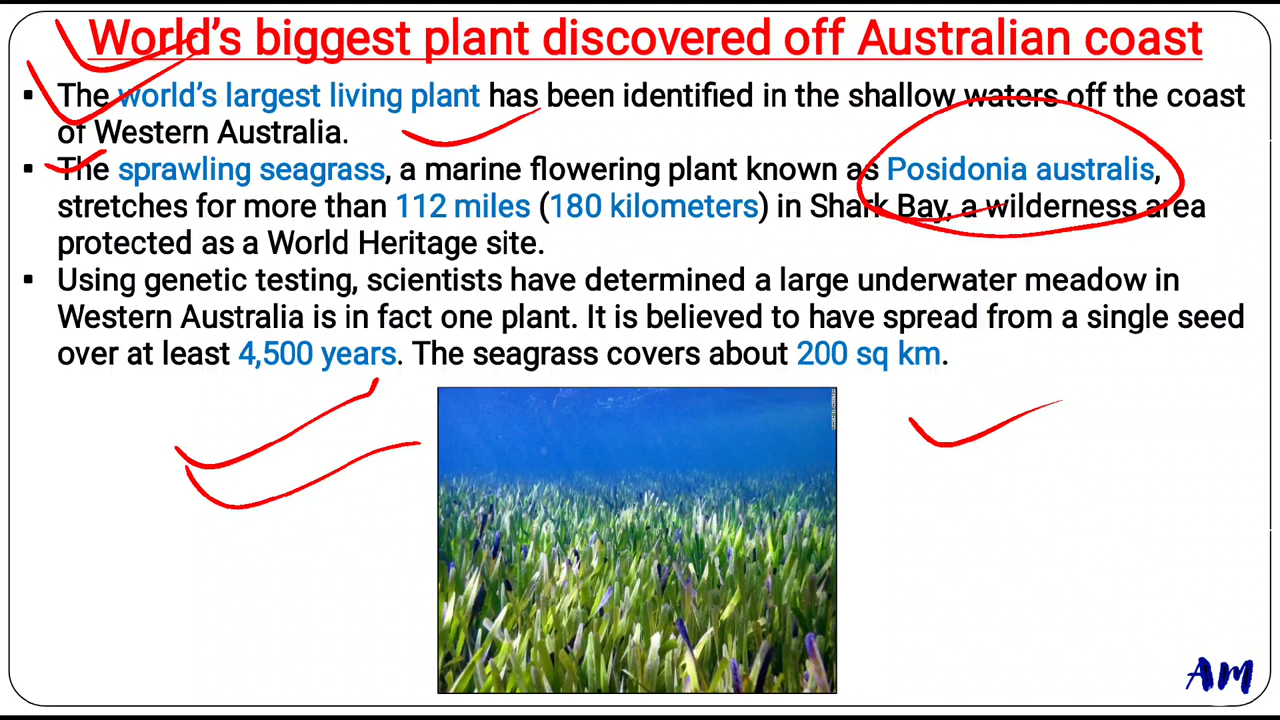 World's biggest plant discovered off Australian coast
▪ The world's largest living plant has been identified in the shallow waters off the coast
of Western Australia.
▪ The sprawling seagrass, a marine flowering plant known as Posidonia australis,
stretches for more than 112 miles (180 kilometers) in Shark Bay, a wilderness area
protected as a World Heritage site.
▪ Using genetic testing, scientists have determined a large underwater meadow in
Western Australia is in fact one plant. It is believed to have spread from a single seed
over at least 4,500 years. The seagrass covers about 200 sq km.
AM